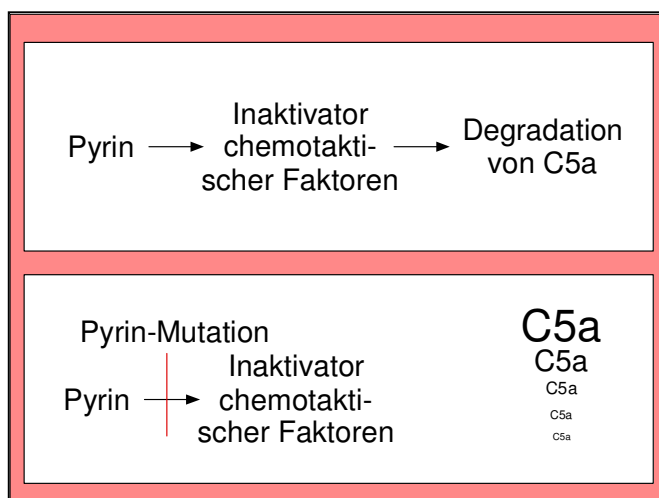 Pyrin
Inaktivator
chemotakti-
scher Faktoren
Degradation
von C5a
Pyrin-Mutation
Pyrin
Inaktivator
chemotakti-
scher Faktoren
C5a
C5a
C5a
C5a
C5a